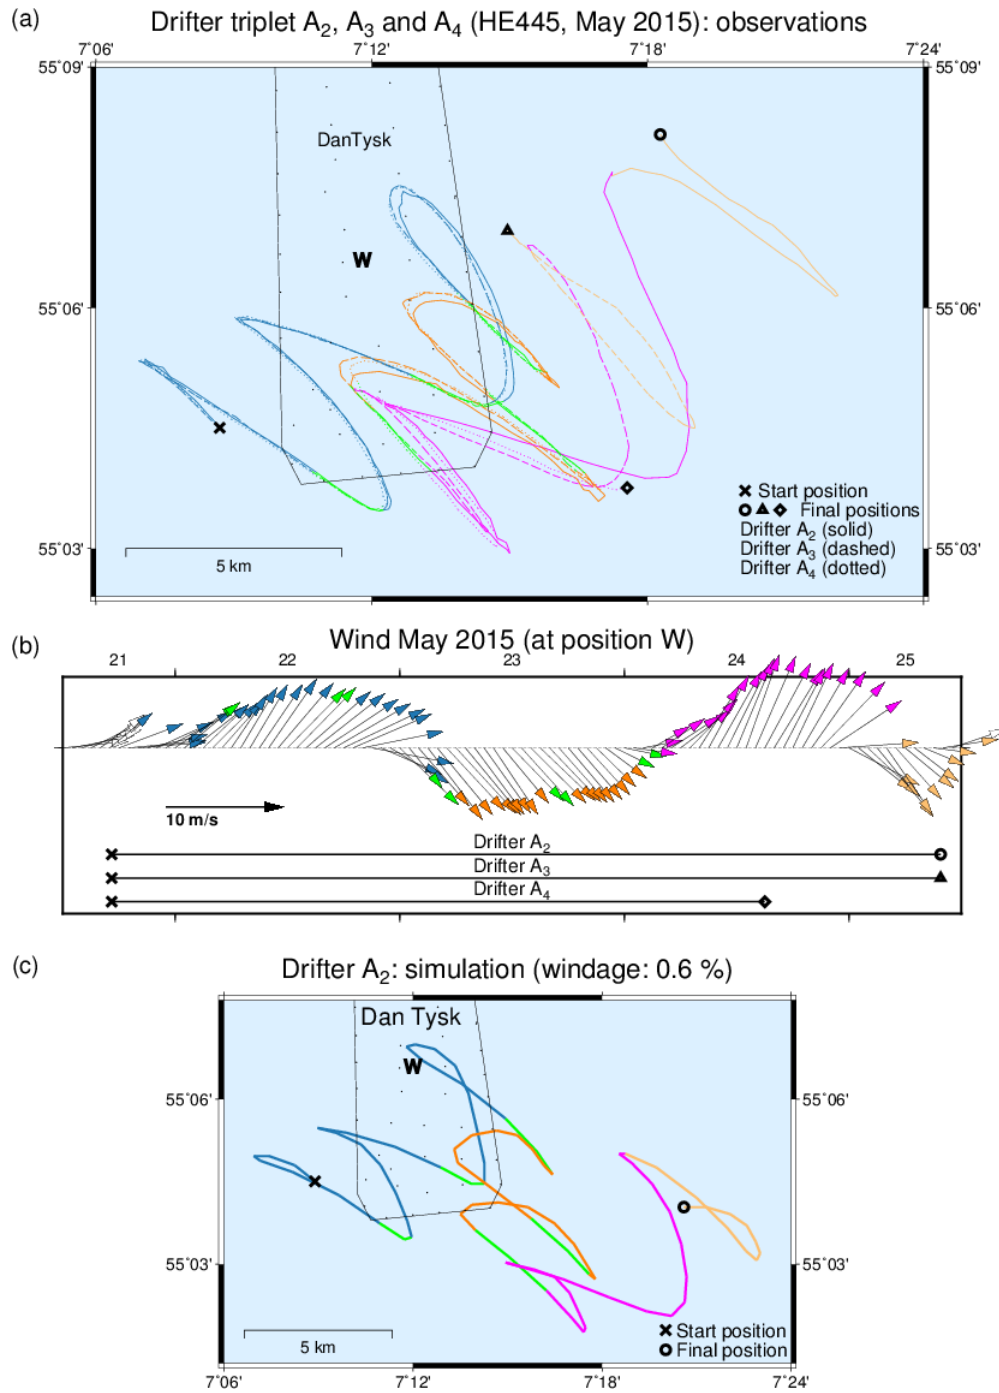 (a) Drifter triplet A2, A3 and A4 (HE445, May 2015): observations
7°06' 7°12' 7°18' 7°24'
55°09' 55°09'
DanTysk
W
55°06' 55°06'
Start position
Final positions
Drifter A2 (solid)
Drifter A3 (dashed)
Drifter A4 (dotted)
55°03' 55°03'
5 km
(b) Wind May 2015 (at position W)
21 22 23 24 25
10 m/s
Drifter A2
Drifter A3
Drifter A4
(c) Drifter A2: simulation (windage: 0.6 %)
Dan Tysk
W
55°06' 55°06'
55°03' 55°03'
5 km
Start position
Final position
7°06' 7°12' 7°18' 7°24'